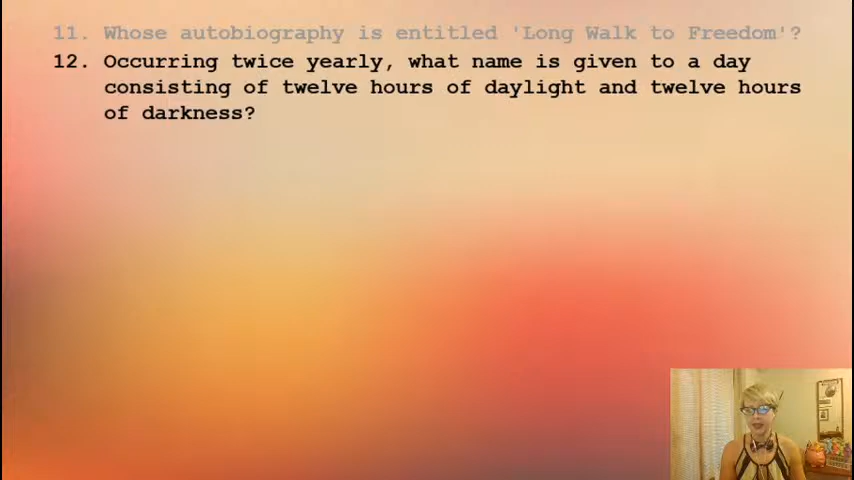 11. Whose autobiography is entitled 'Long Walk to Freedom'?
12. Occurring twice yearly, what name is given to a day
consisting of twelve hours of daylight and twelve hours
of darkness?